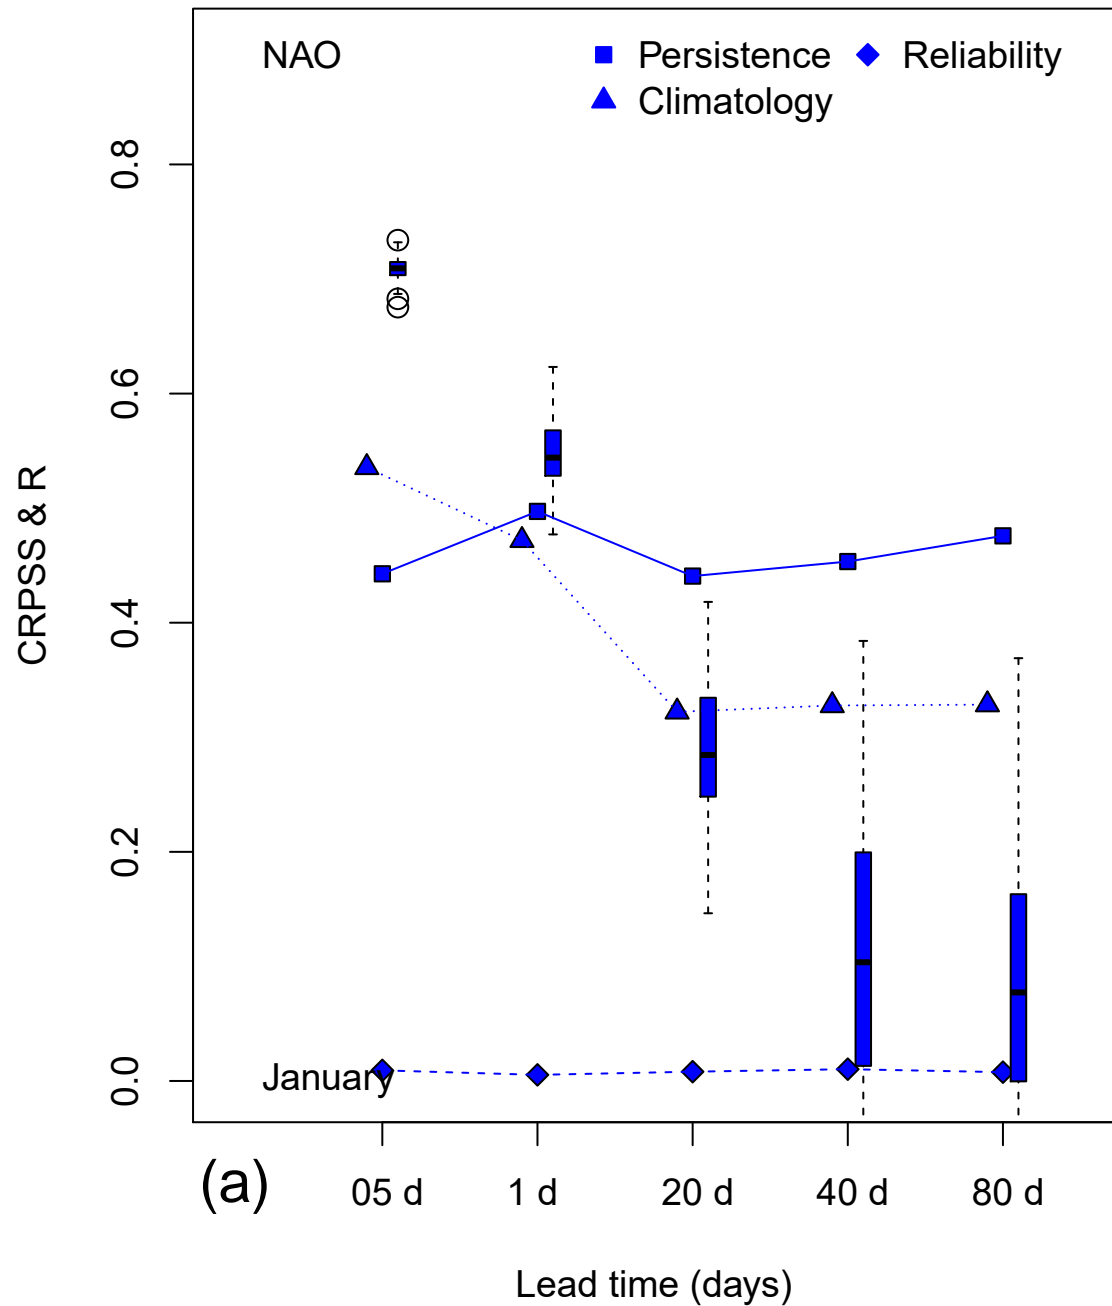 NAO
Persistence Reliability
Climatology
0.8
0.6
0.4
0.2
0.0
CRPSS & R
January
(a)
05 d 1 d 20 d 40 d 80 d
Lead time (days)